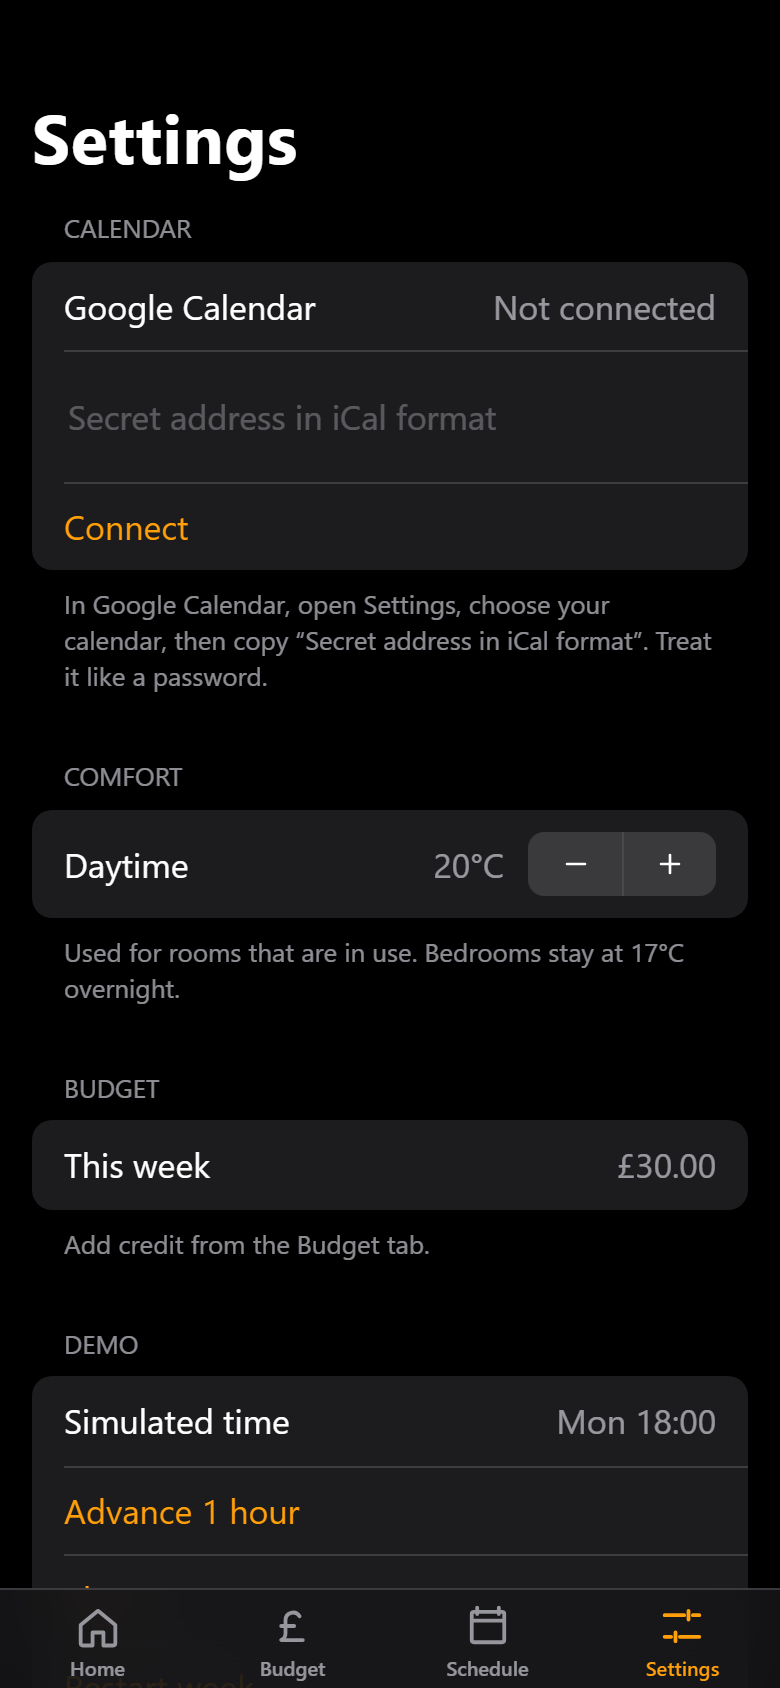 Settings
CALENDAR
Google Calendar Not connected
Secret address in iCal format
Connect
In Google Calendar, open Settings, choose your
calendar, then copy “Secret address in iCal format”. Treat
it like a password.
COMFORT
Daytime 20°C − +
Used for rooms that are in use. Bedrooms stay at 17°C
overnight.
BUDGET
This week £30.00
Add credit from the Budget tab.
DEMO
Simulated time Mon 18:00
Advance 1 hour
Restart week
Home £ Budget Schedule Settings